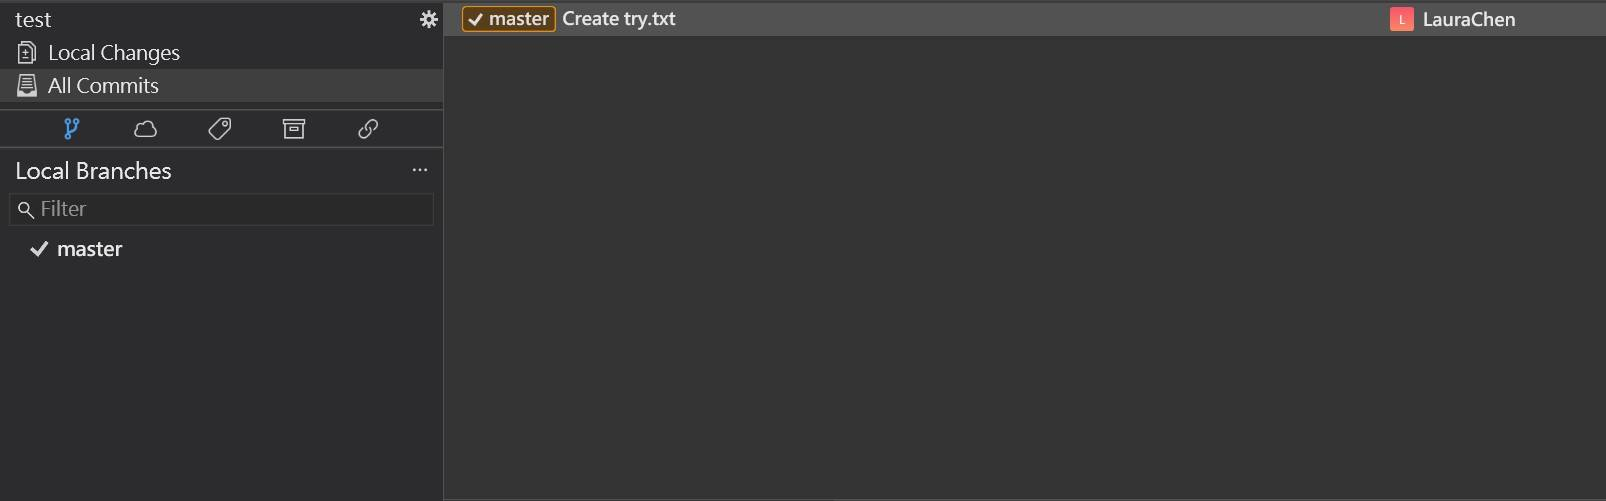 test
Local Changes
All Commits
Local Branches
Filter
master
master Create try.txt
L LauraChen